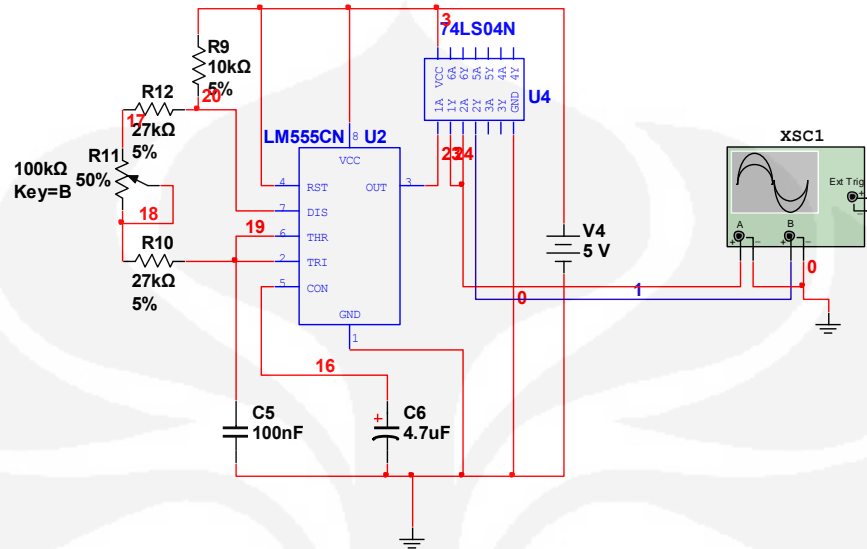 3
74LS04N
VCC
6A
6Y
5A
5Y
4A
4Y
1A
1Y
2A
2Y
3A
3Y
GND
U4
R9
10kΩ
5%
20
R12
27kΩ
5%
17
R11
100kΩ
50%
Key=B
18
R10
27kΩ
5%
19
LM555CN
U2
8
VCC
4
RST
OUT
3
7
DIS
6
THR
2
TRI
5
CON
GND
1
16
23
24
V4
5 V
0
1
XSC1
Ext Trig
+
_
A
B
+
_
+
_
0
C5
100nF
+
C6
4.7uF